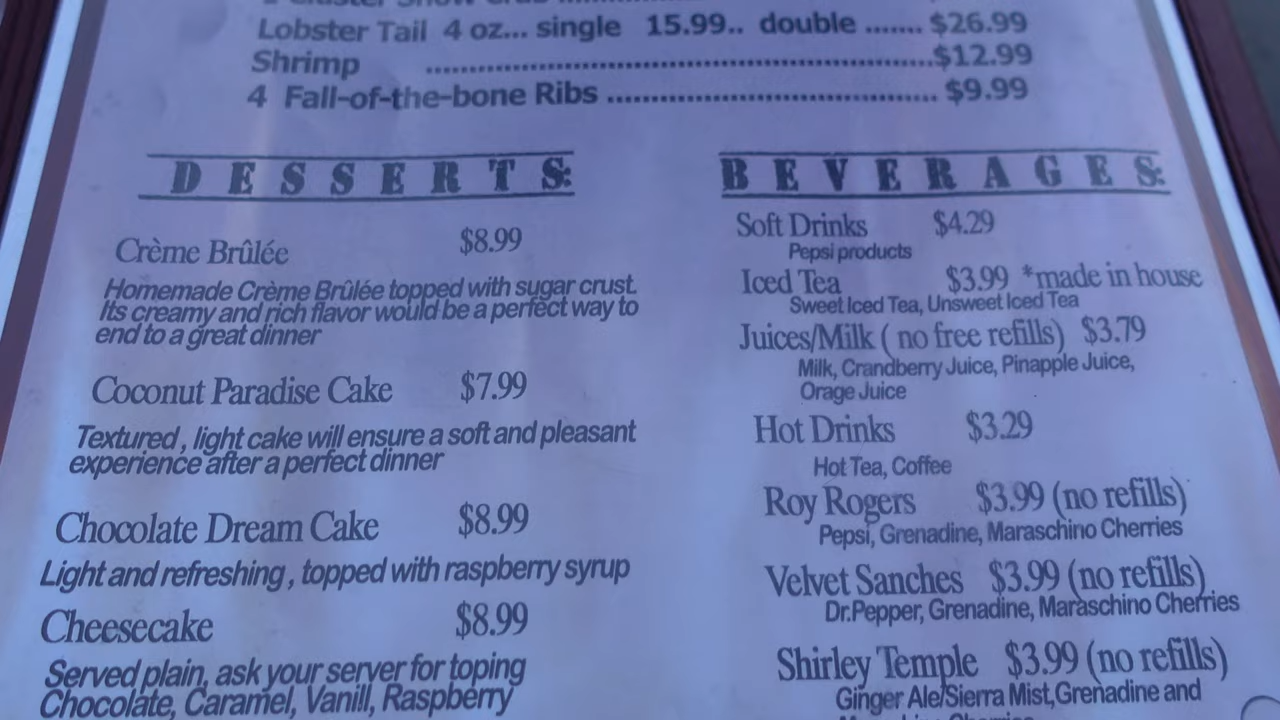 Lobster Tail 4 oz... single 15.99.. double ....... $26.99
Shrimp ......................................................$12.99
4 Fall-of-the-bone Ribs ................................... $9.99
DESSERTS:
Crème Brûlée $8.99
Homemade Crème Brûlée topped with sugar crust.
Its creamy and rich flavor would be a perfect way to
end to a great dinner
Coconut Paradise Cake $7.99
Textured, light cake will ensure a soft and pleasant
experience after a perfect dinner
Chocolate Dream Cake $8.99
Light and refreshing, topped with raspberry syrup
Cheesecake $8.99
Served plain, ask your server for toping
Chocolate, Caramel, Vanill, Raspberry
BEVERAGES:
Soft Drinks $4.29
Pepsi products
Iced Tea $3.99 *made in house
Sweet Iced Tea, Unsweet Iced Tea
Juices/Milk ( no free refills) $3.79
Milk, Crandberry Juice, Pinapple Juice,
Orage Juice
Hot Drinks $3.29
Hot Tea, Coffee
Roy Rogers $3.99 (no refills)
Pepsi, Grenadine, Maraschino Cherries
Velvet Sanches $3.99 (no refills)
Dr.Pepper, Grenadine, Maraschino Cherries
Shirley Temple $3.99 (no refills)
Ginger Ale/Sierra Mist, Grenadine and